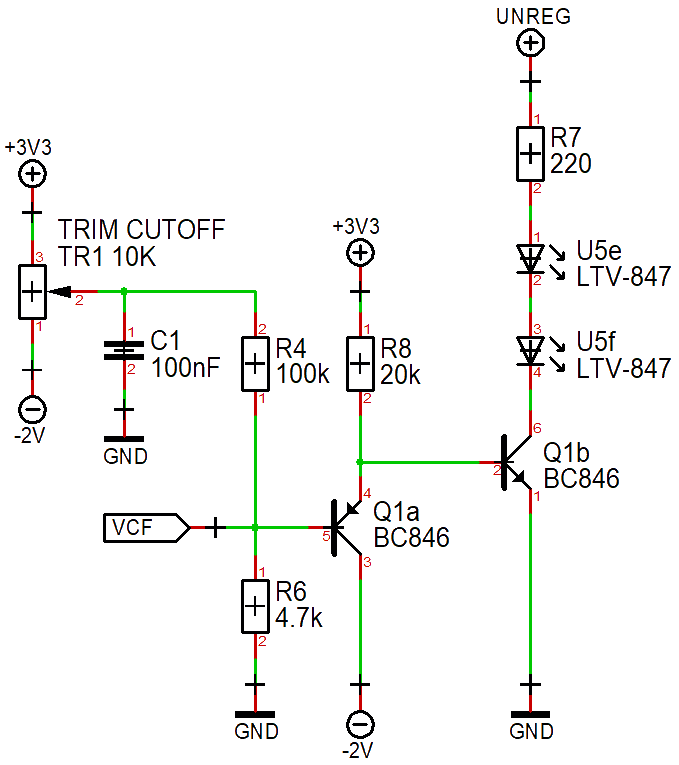 UNREG
1
R7
220
2
+3V3
3
TRIM CUTOFF
TR1 10K
2
1
-2V
1
C1
100nF
2
GND
2
R4
100k
1
+3V3
1
R8
20k
2
1
U5e
LTV-847
2
3
U5f
LTV-847
4
6
Q1b
BC846
2
1
VCF
4
Q1a
BC846
5
3
1
R6
4.7k
2
GND
-2V
GND